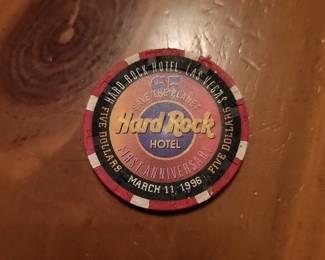 HARD ROCK HOTEL LAS VEGAS
SAVE THE PLANET
Hard Rock
HOTEL
FIRST ANNIVERSARY
MARCH 11, 1996
FIVE DOLLARS
FIVE DOLLARS